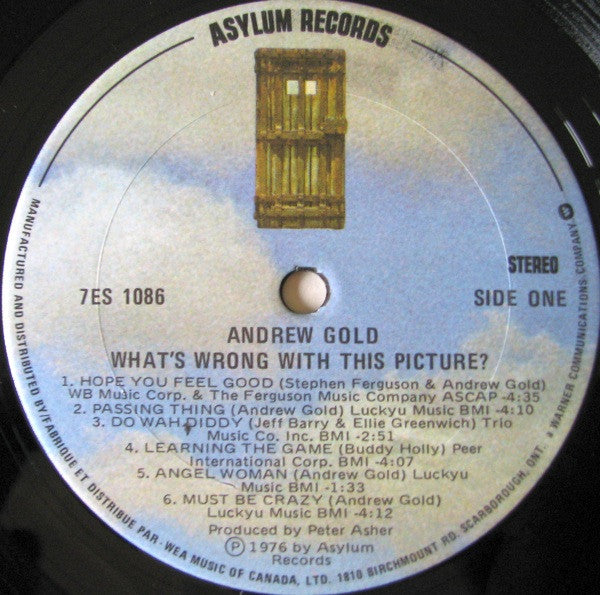 ASYLUM RECORDS
STEREO
7ES 1086
SIDE ONE
ANDREW GOLD
WHAT'S WRONG WITH THIS PICTURE?
1. HOPE YOU FEEL GOOD (Stephen Ferguson & Andrew Gold)
WB Music Corp. & The Ferguson Music Company ASCAP -4:35
2. PASSING THING (Andrew Gold) Luckyu Music BMI -4:10
3. DO WAH DIDDY (Jeff Barry & Ellie Greenwich) Trio
Music Co. Inc. BMI -2:51
4. LEARNING THE GAME (Buddy Holly) Peer
International Corp. BMI -4:07
5. ANGEL WOMAN (Andrew Gold) Luckyu
Music BMI -1:33
6. MUST BE CRAZY (Andrew Gold)
Luckyu Music BMI -4:12
Produced by Peter Asher
Ⓟ 1976 by Asylum
Records
MANUFACTURED AND DISTRIBUTED BY/FABRIQUE ET DISTRIBUE PAR-WEA MUSIC OF CANADA, LTD. 1810 BIRCHMOUNT RD. SCARBOROUGH, ONT. A WARNER COMMUNICATIONS COMPANY